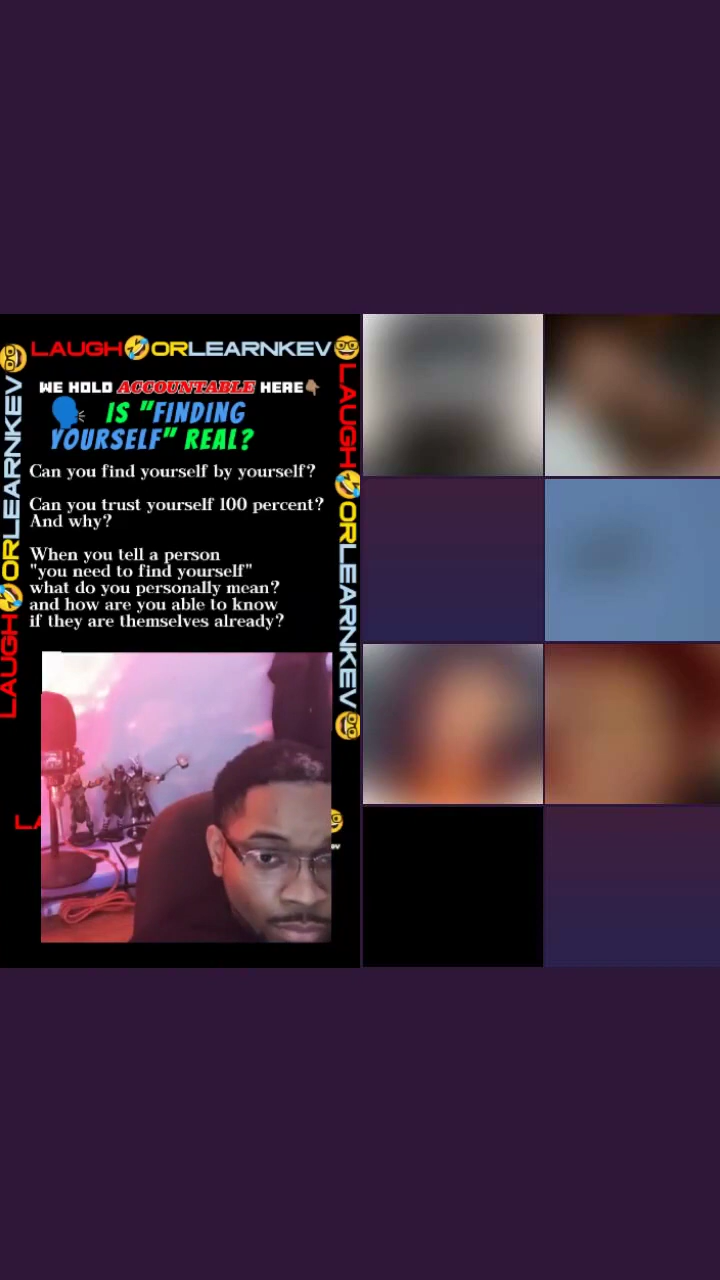 LAUGH🤣ORLEARNKEV🤓
WE HOLD ACCOUNTABLE HERE👇🏽
🗣 IS "FINDING
YOURSELF" REAL?
Can you find yourself by yourself?
Can you trust yourself 100 percent?
And why?
When you tell a person
"you need to find yourself"
what do you personally mean?
and how are you able to know
if they are themselves already?
LAUGH🤣ORLEARNKEV🤓
LAUGH🤣ORLEARNKEV🤓
LA